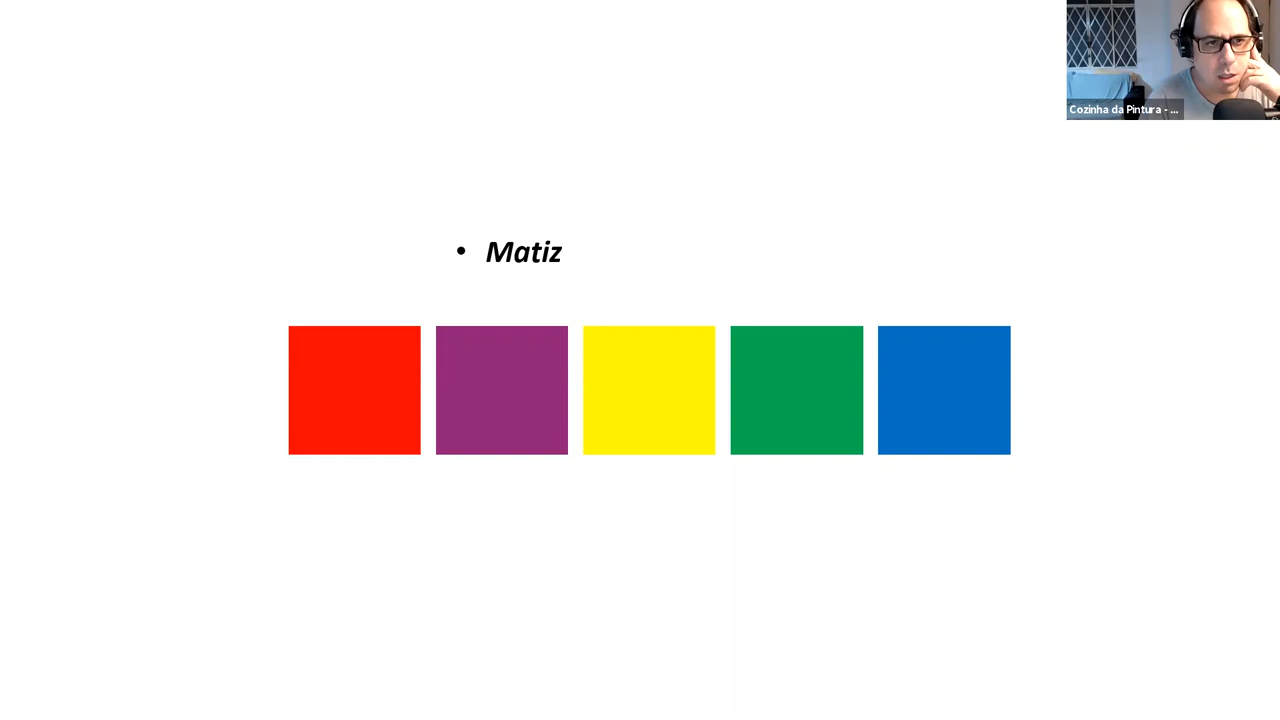 Cozinha da Pintura - ...
• Matiz